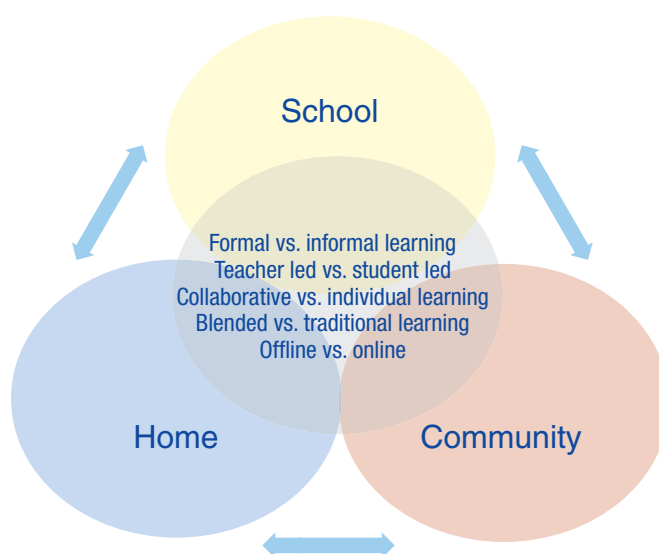 School
Formal vs. informal learning
Teacher led vs. student led
Collaborative vs. individual learning
Blended vs. traditional learning
Offline vs. online
Home
Community